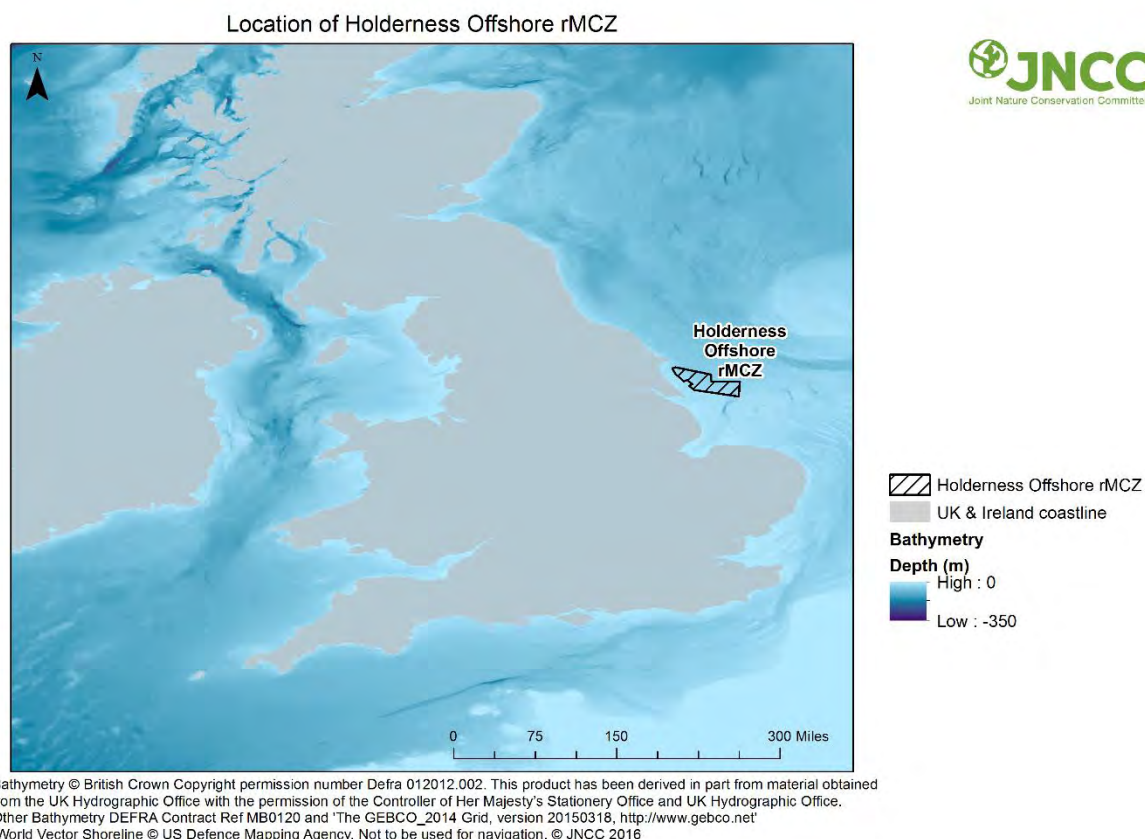 Location of Holderness Offshore rMCZ
N
JNCC
Joint Nature Conservation Committe
Holderness
Offshore
rMCZ
Holderness Offshore rMCZ
UK & Ireland coastline
Bathymetry
Depth (m)
High : 0
Low : -350
0 75 150 300 Miles
Bathymetry © British Crown Copyright permission number Defra 012012.002. This product has been derived in part from material obtained
from the UK Hydrographic Office with the permission of the Controller of Her Majesty's Stationery Office and UK Hydrographic Office.
Other Bathymetry DEFRA Contract Ref MB0120 and 'The GEBCO_2014 Grid, version 20150318, http://www.gebco.net'
World Vector Shoreline © US Defence Mapping Agency. Not to be used for navigation. © JNCC 2016